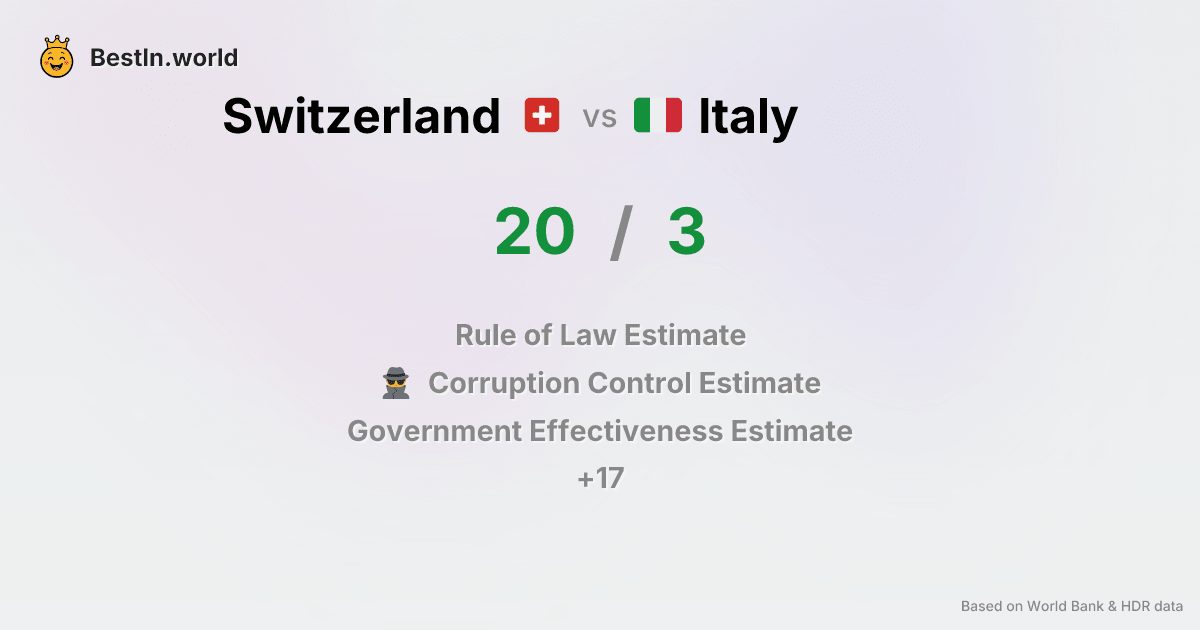 BestIn.world
Switzerland vs Italy
20 / 3
Rule of Law Estimate
Corruption Control Estimate
Government Effectiveness Estimate
+17
Based on World Bank & HDR data